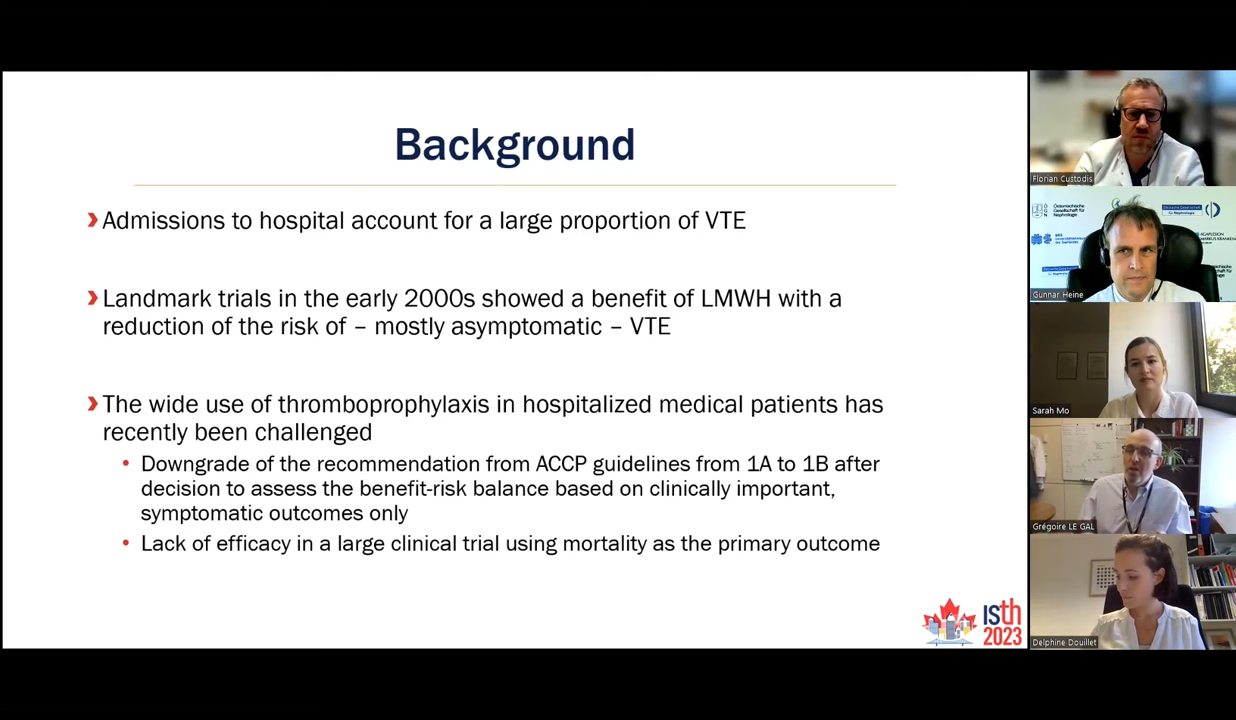 Background
› Admissions to hospital account for a large proportion of VTE
› Landmark trials in the early 2000s showed a benefit of LMWH with a
reduction of the risk of – mostly asymptomatic – VTE
› The wide use of thromboprophylaxis in hospitalized medical patients has
recently been challenged
• Downgrade of the recommendation from ACCP guidelines from 1A to 1B after
decision to assess the benefit-risk balance based on clinically important,
symptomatic outcomes only
• Lack of efficacy in a large clinical trial using mortality as the primary outcome
isth
2023
Florian Custodis
Österreichische
Gesellschaft für
Nephrologie
Gunnar Heine
Sarah Mo
Grégoire LE GAL
Delphine Douillet